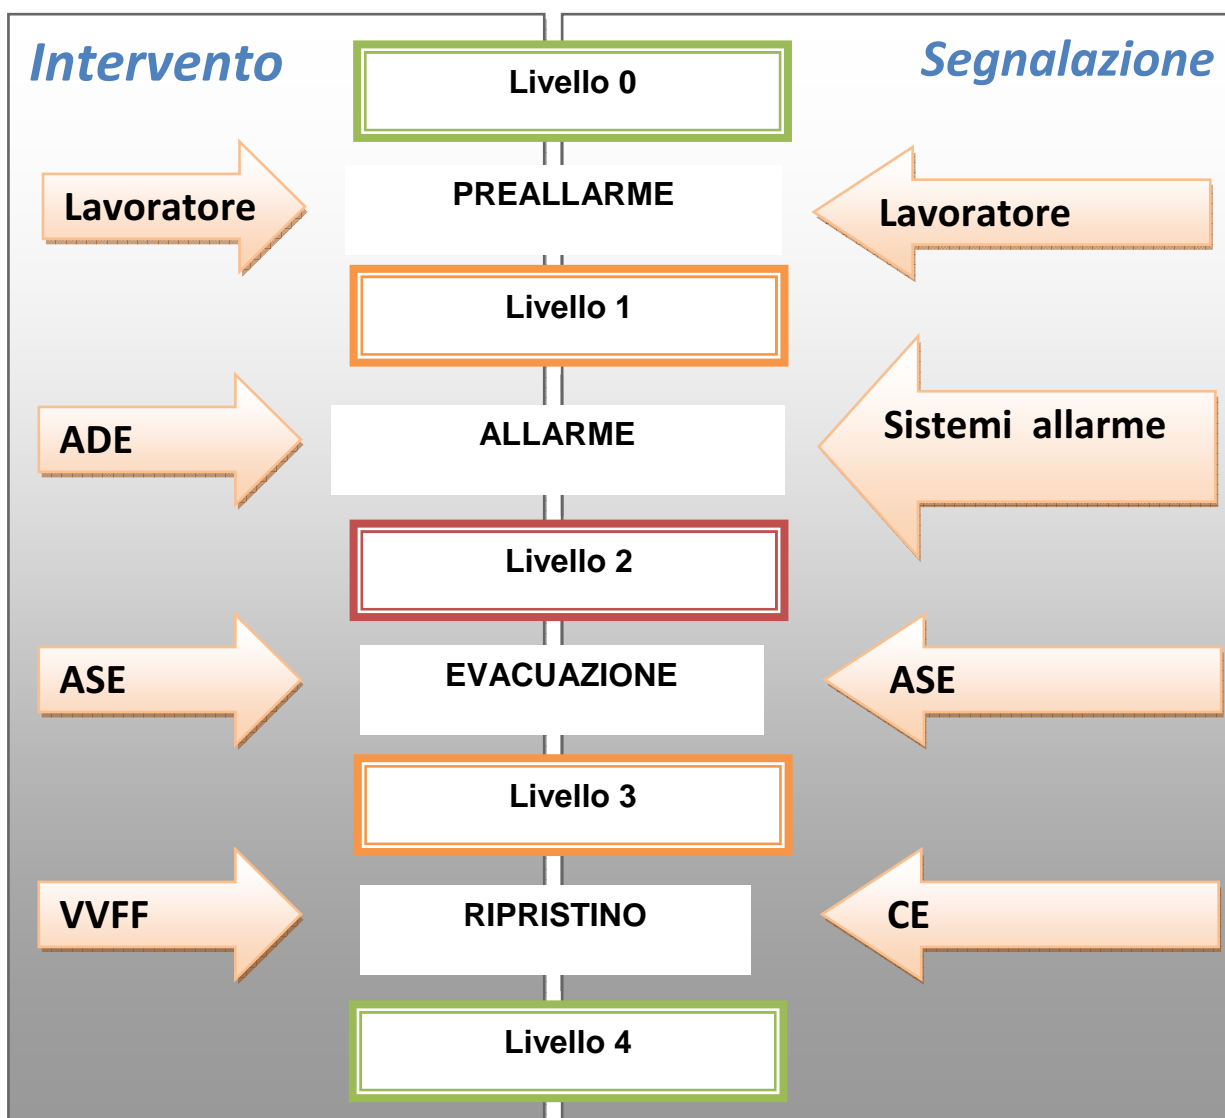 Intervento
Livello 0
Segnalazione
Lavoratore
PREALLARME
Lavoratore
Livello 1
ADE
ALLARME
Sistemi allarme
Livello 2
ASE
EVACUAZIONE
ASE
Livello 3
VVFF
RIPRISTINO
CE
Livello 4